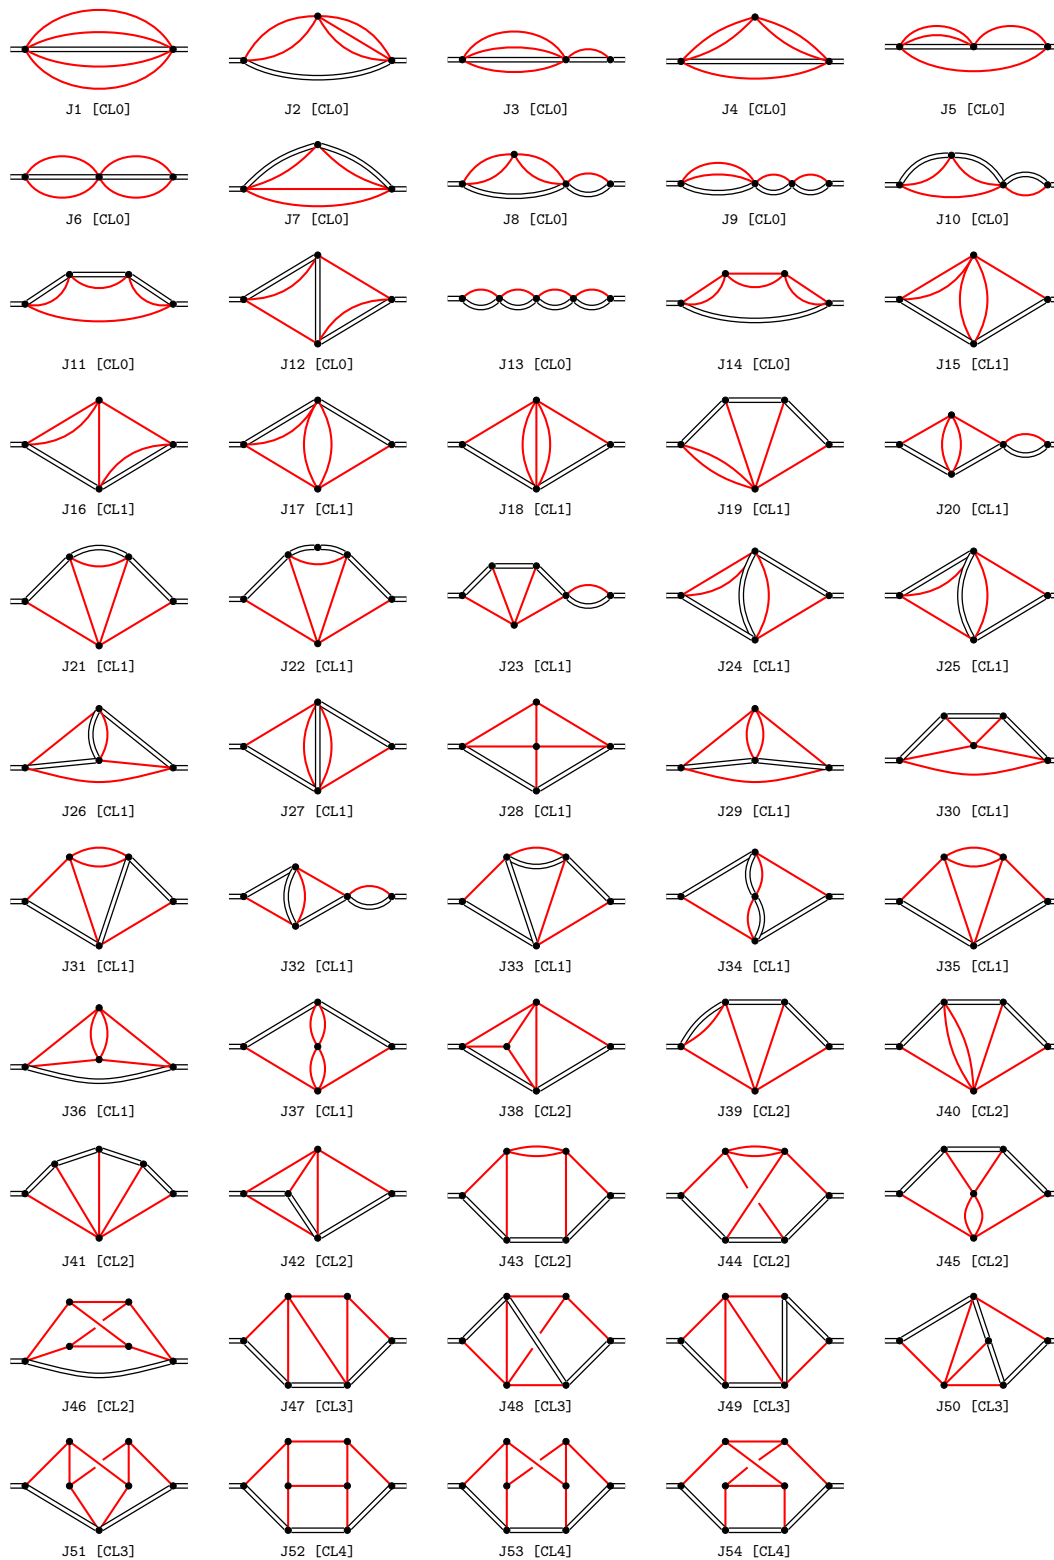 J1 [CL0] J2 [CL0] J3 [CL0] J4 [CL0] J5 [CL0]
J6 [CL0] J7 [CL0] J8 [CL0] J9 [CL0] J10 [CL0]
J11 [CL0] J12 [CL0] J13 [CL0] J14 [CL0] J15 [CL1]
J16 [CL1] J17 [CL1] J18 [CL1] J19 [CL1] J20 [CL1]
J21 [CL1] J22 [CL1] J23 [CL1] J24 [CL1] J25 [CL1]
J26 [CL1] J27 [CL1] J28 [CL1] J29 [CL1] J30 [CL1]
J31 [CL1] J32 [CL1] J33 [CL1] J34 [CL1] J35 [CL1]
J36 [CL1] J37 [CL1] J38 [CL2] J39 [CL2] J40 [CL2]
J41 [CL2] J42 [CL2] J43 [CL2] J44 [CL2] J45 [CL2]
J46 [CL2] J47 [CL3] J48 [CL3] J49 [CL3] J50 [CL3]
J51 [CL3] J52 [CL4] J53 [CL4] J54 [CL4]